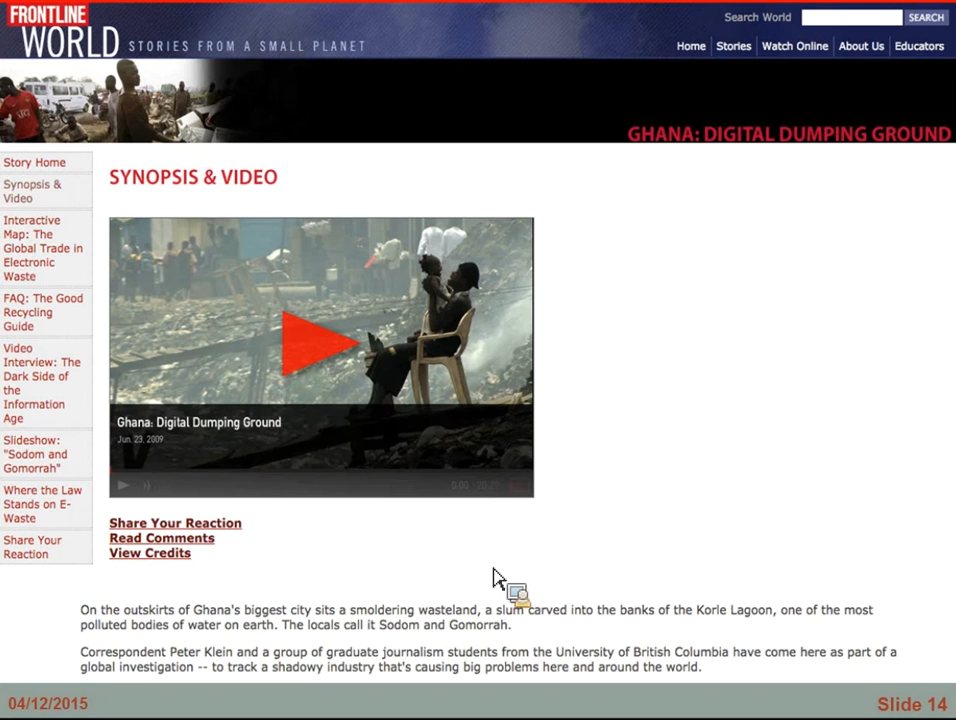 FRONTLINE
WORLD STORIES FROM A SMALL PLANET
Search World SEARCH
Home Stories Watch Online About Us Educators
GHANA: DIGITAL DUMPING GROUND
Story Home
Synopsis &
Video
Interactive
Map: The
Global Trade in
Electronic
Waste
FAQ: The Good
Recycling
Guide
Video
Interview: The
Dark Side of
the
Information
Age
Slideshow:
"Sodom and
Gomorrah"
Where the Law
Stands on E-
Waste
Share Your
Reaction
SYNOPSIS & VIDEO
Ghana: Digital Dumping Ground
Jun. 23, 2009
Share Your Reaction
Read Comments
View Credits
On the outskirts of Ghana's biggest city sits a smoldering wasteland, a slum carved into the banks of the Korle Lagoon, one of the most
polluted bodies of water on earth. The locals call it Sodom and Gomorrah.
Correspondent Peter Klein and a group of graduate journalism students from the University of British Columbia have come here as part of a
global investigation -- to track a shadowy industry that's causing big problems here and around the world.
04/12/2015 Slide 14